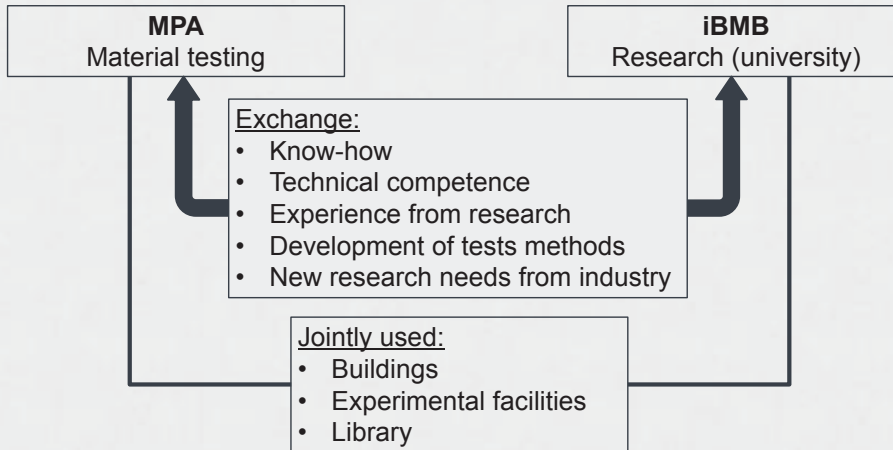 MPA
Material testing
iBMB
Research (university)
Exchange:
• Know-how
• Technical competence
• Experience from research
• Development of tests methods
• New research needs from industry
Jointly used:
• Buildings
• Experimental facilities
• Library